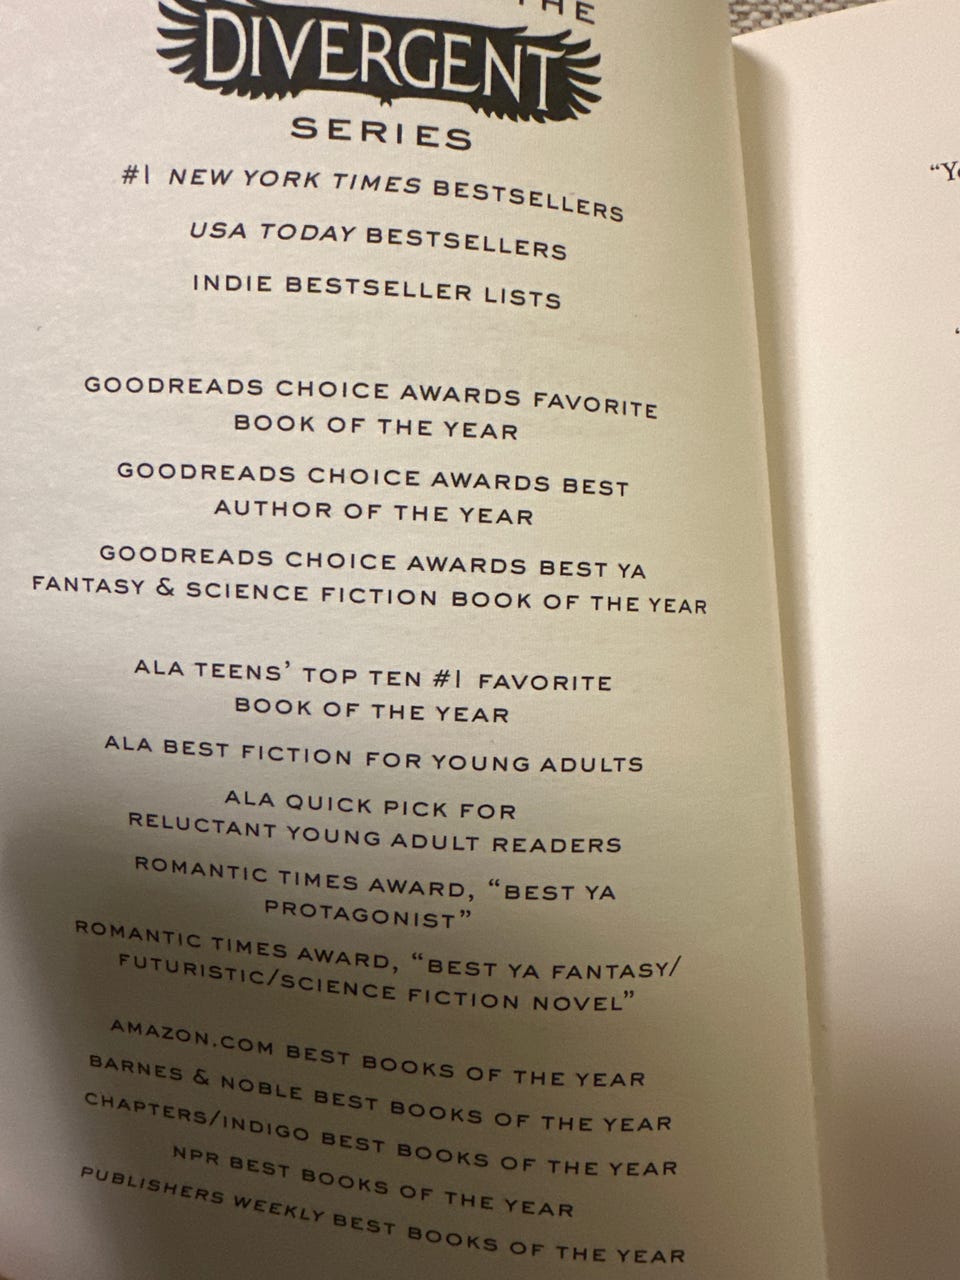 THE
DIVERGENT
SERIES
#1 NEW YORK TIMES BESTSELLERS
USA TODAY BESTSELLERS
INDIE BESTSELLER LISTS
GOODREADS CHOICE AWARDS FAVORITE
BOOK OF THE YEAR
GOODREADS CHOICE AWARDS BEST
AUTHOR OF THE YEAR
GOODREADS CHOICE AWARDS BEST YA
FANTASY & SCIENCE FICTION BOOK OF THE YEAR
ALA TEENS’ TOP TEN #1 FAVORITE
BOOK OF THE YEAR
ALA BEST FICTION FOR YOUNG ADULTS
ALA QUICK PICK FOR
RELUCTANT YOUNG ADULT READERS
ROMANTIC TIMES AWARD, “BEST YA
PROTAGONIST”
ROMANTIC TIMES AWARD, “BEST YA FANTASY/
FUTURISTIC/SCIENCE FICTION NOVEL”
AMAZON.COM BEST BOOKS OF THE YEAR
BARNES & NOBLE BEST BOOKS OF THE YEAR
CHAPTERS/INDIGO BEST BOOKS OF THE YEAR
NPR BEST BOOKS OF THE YEAR
PUBLISHERS WEEKLY BEST BOOKS OF THE YEAR